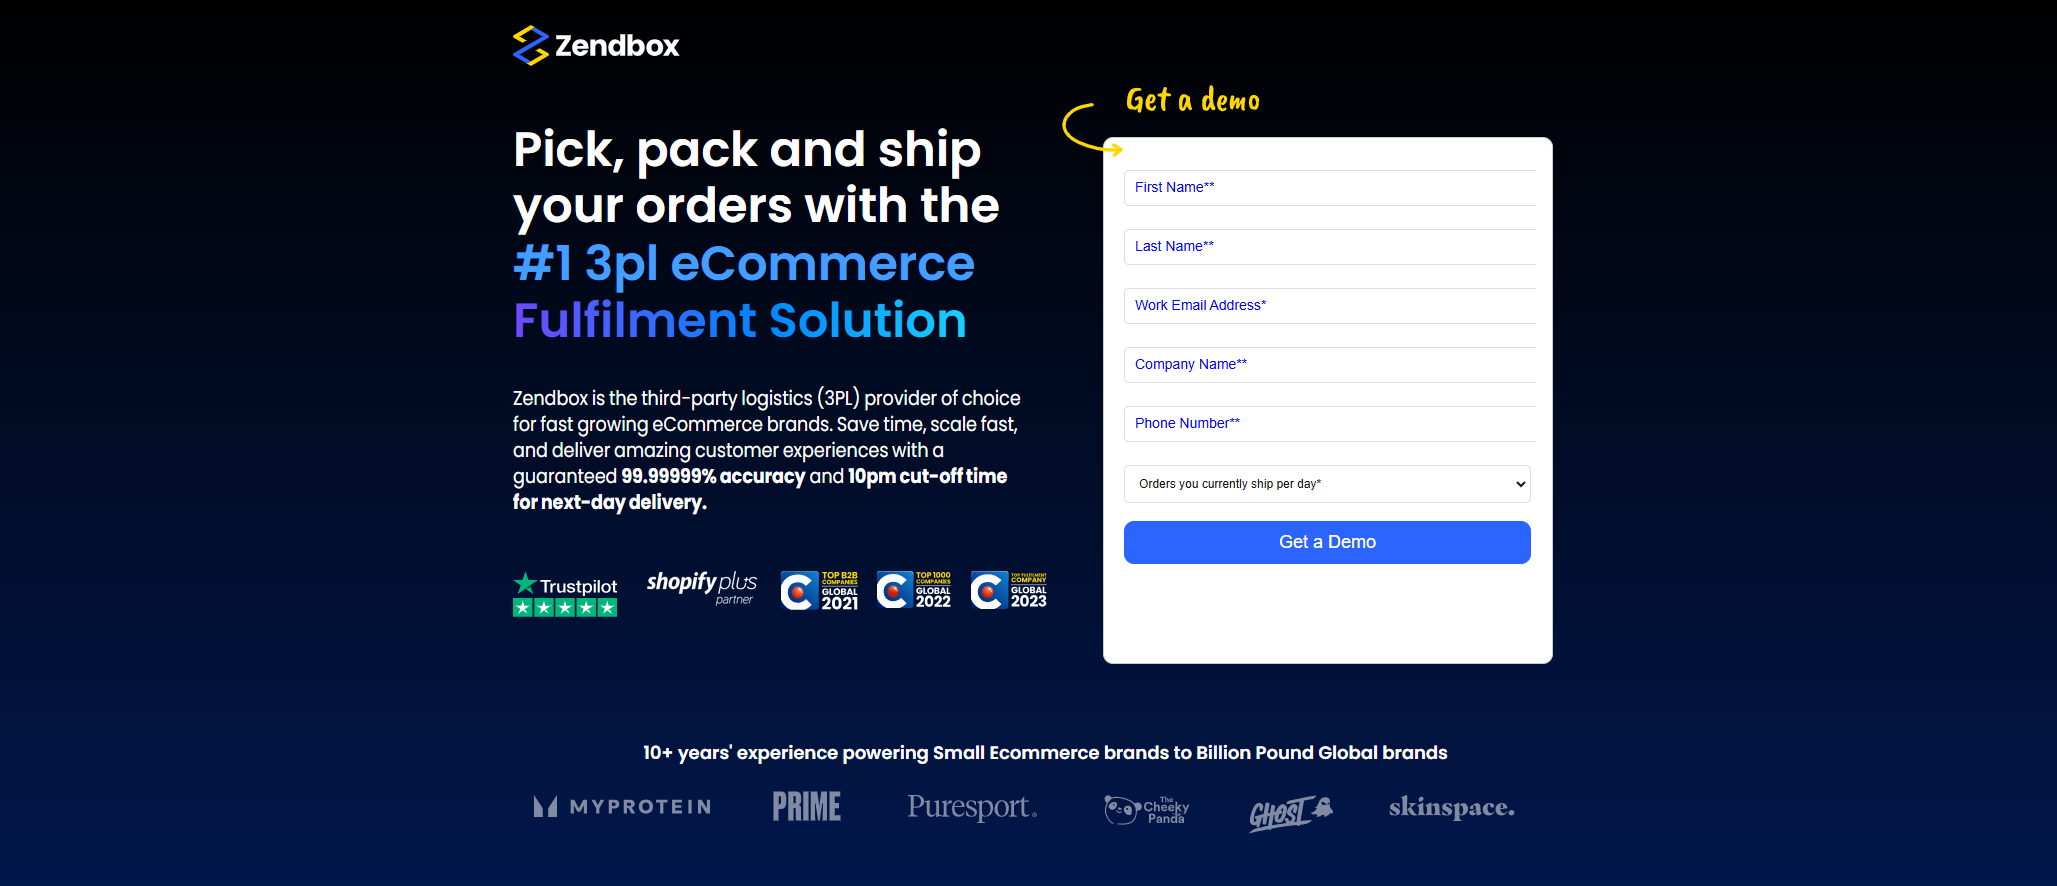 Zendbox
Get a demo
Pick, pack and ship
your orders with the
#1 3pl eCommerce
Fulfilment Solution
Zendbox is the third-party logistics (3PL) provider of choice
for fast growing eCommerce brands. Save time, scale fast,
and deliver amazing customer experiences with a
guaranteed 99.99999% accuracy and 10pm cut-off time
for next-day delivery.
Trustpilot
shopify plus
partner
TOP B2B
COMPANIES
GLOBAL
2021
TOP 1000
COMPANIES
GLOBAL
2022
TOP FULFILMENT
COMPANY
GLOBAL
2023
First Name**
Last Name**
Work Email Address*
Company Name**
Phone Number**
Orders you currently ship per day*
Get a Demo
10+ years' experience powering Small Ecommerce brands to Billion Pound Global brands
MYPROTEIN
PRIME
Puresport.
The
Cheeky
Panda
GHOST
skinspace.